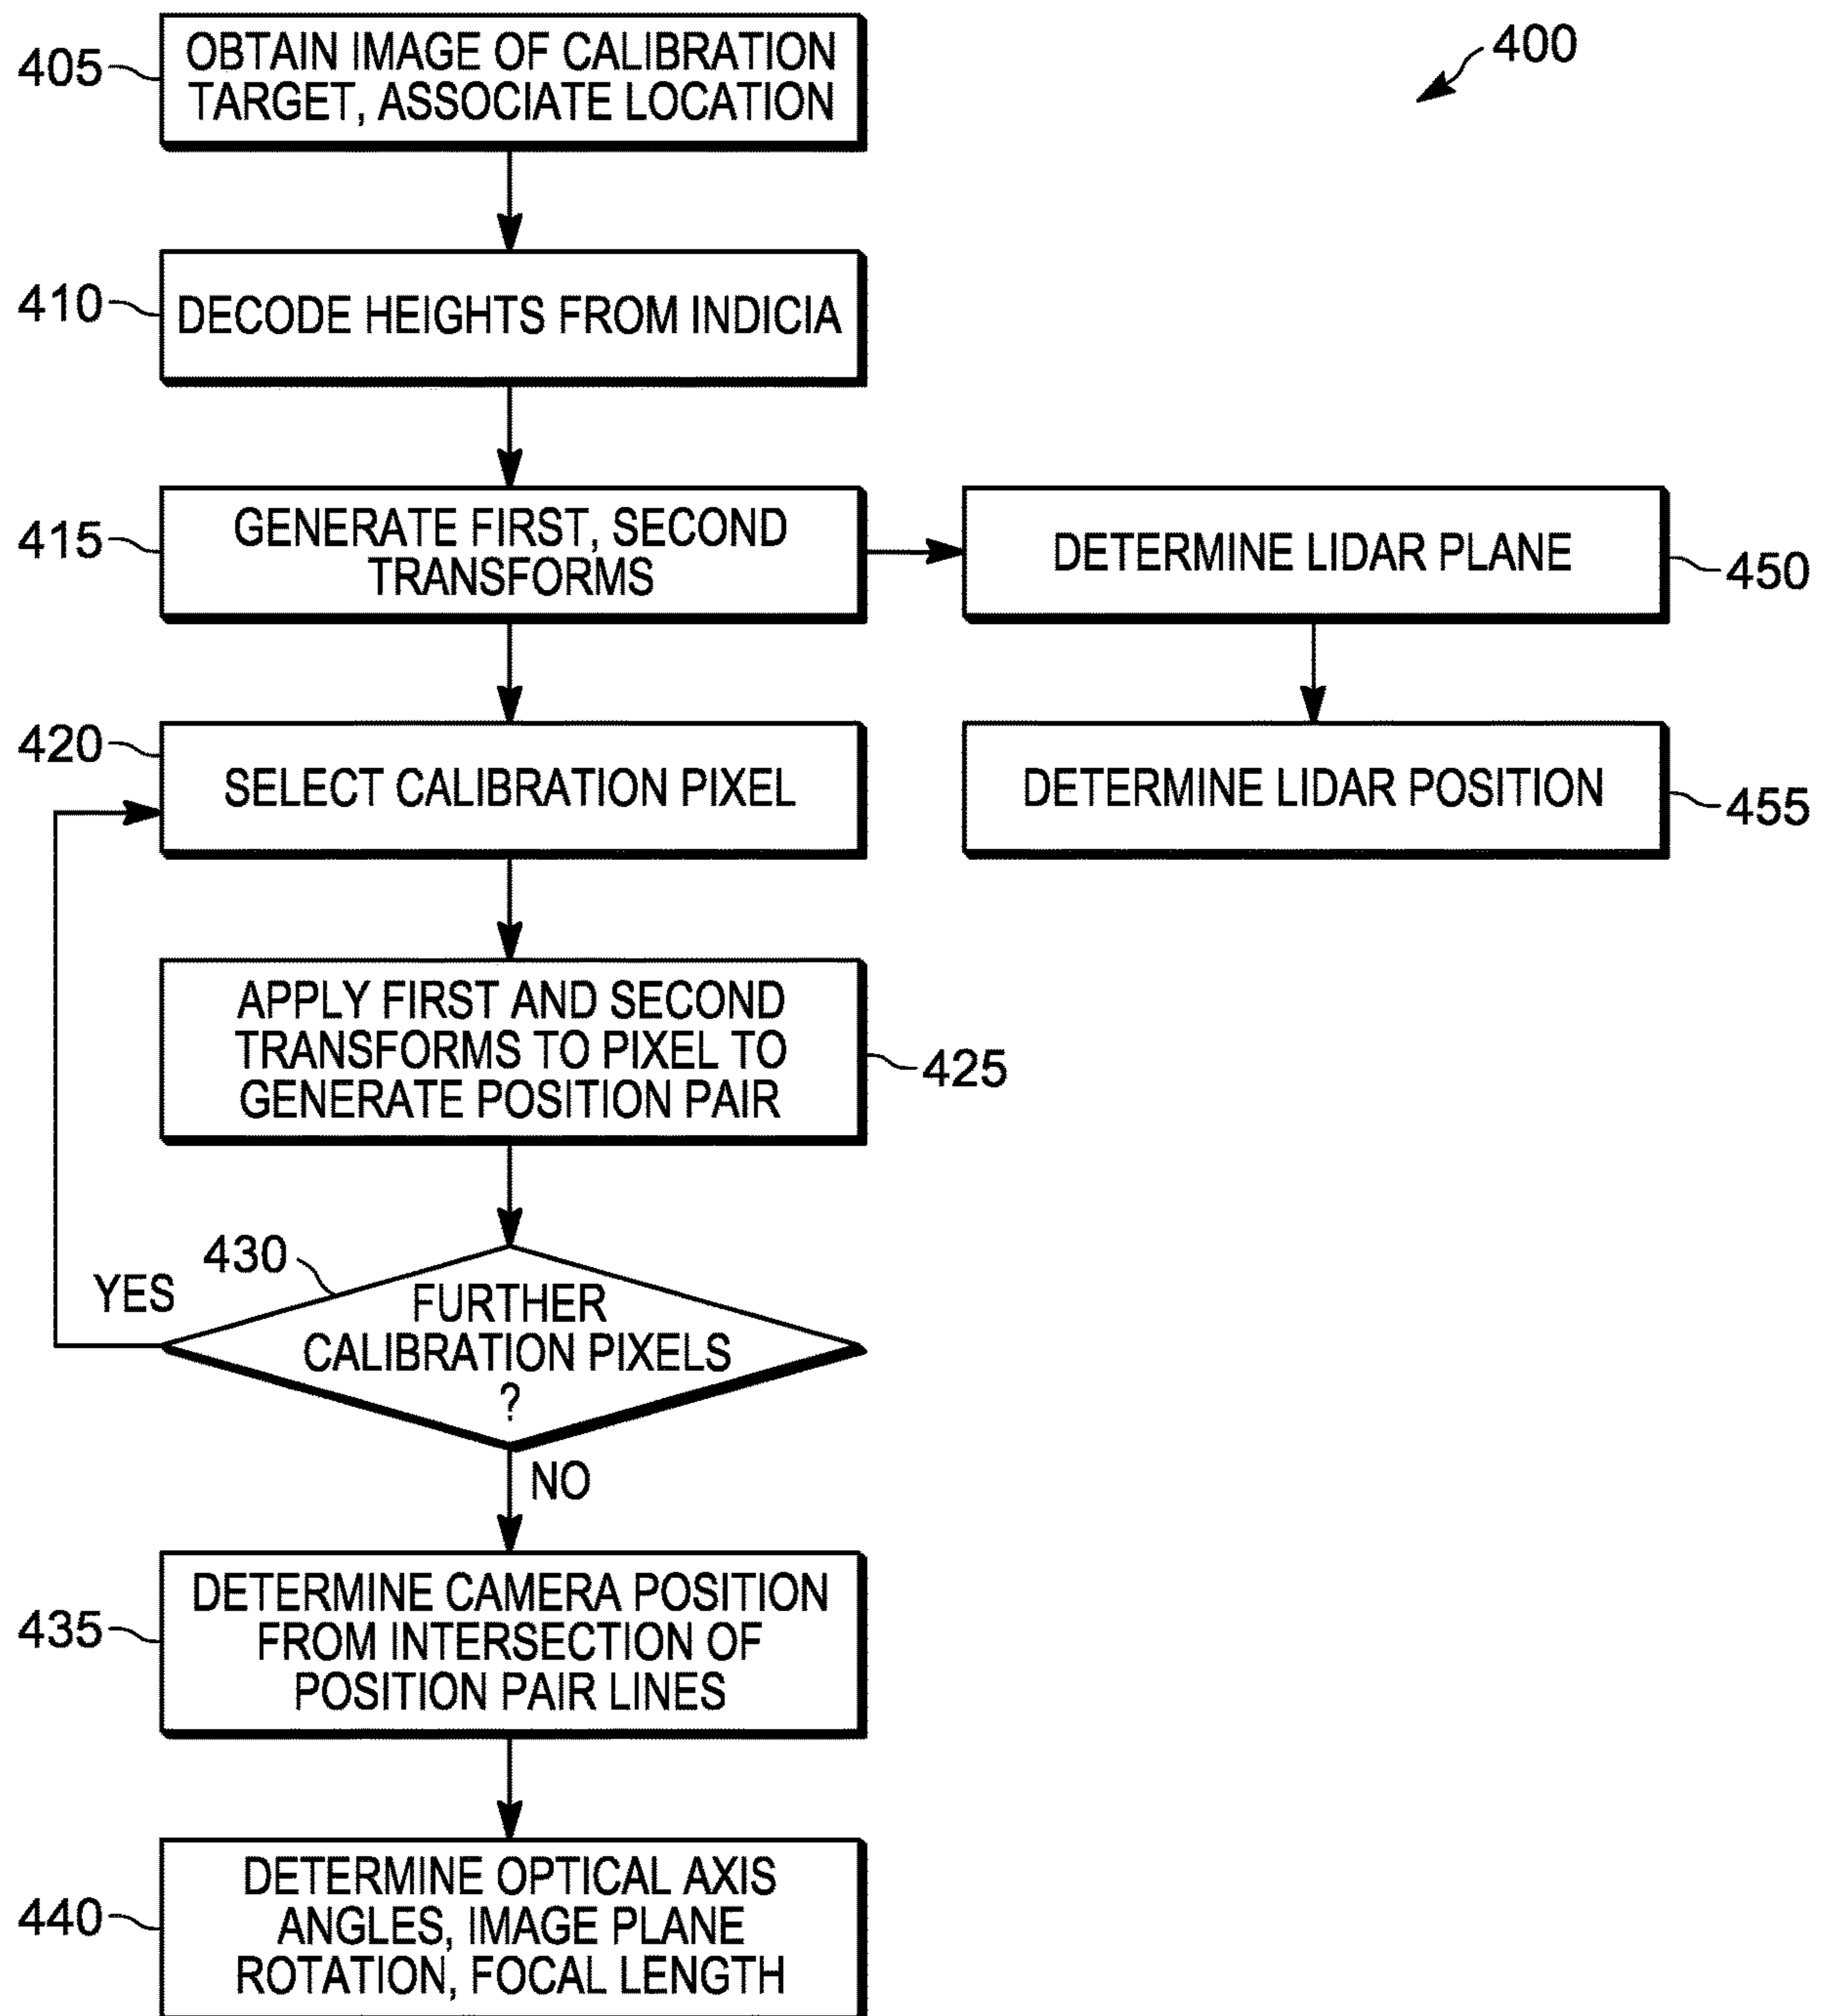 400
405
OBTAIN IMAGE OF CALIBRATION
TARGET, ASSOCIATE LOCATION
410
DECODE HEIGHTS FROM INDICIA
415
GENERATE FIRST, SECOND
TRANSFORMS
DETERMINE LIDAR PLANE
450
420
SELECT CALIBRATION PIXEL
DETERMINE LIDAR POSITION
455
APPLY FIRST AND SECOND
TRANSFORMS TO PIXEL TO
GENERATE POSITION PAIR
425
430
YES
FURTHER
CALIBRATION PIXELS
?
NO
435
DETERMINE CAMERA POSITION
FROM INTERSECTION OF
POSITION PAIR LINES
440
DETERMINE OPTICAL AXIS
ANGLES, IMAGE PLANE
ROTATION, FOCAL LENGTH